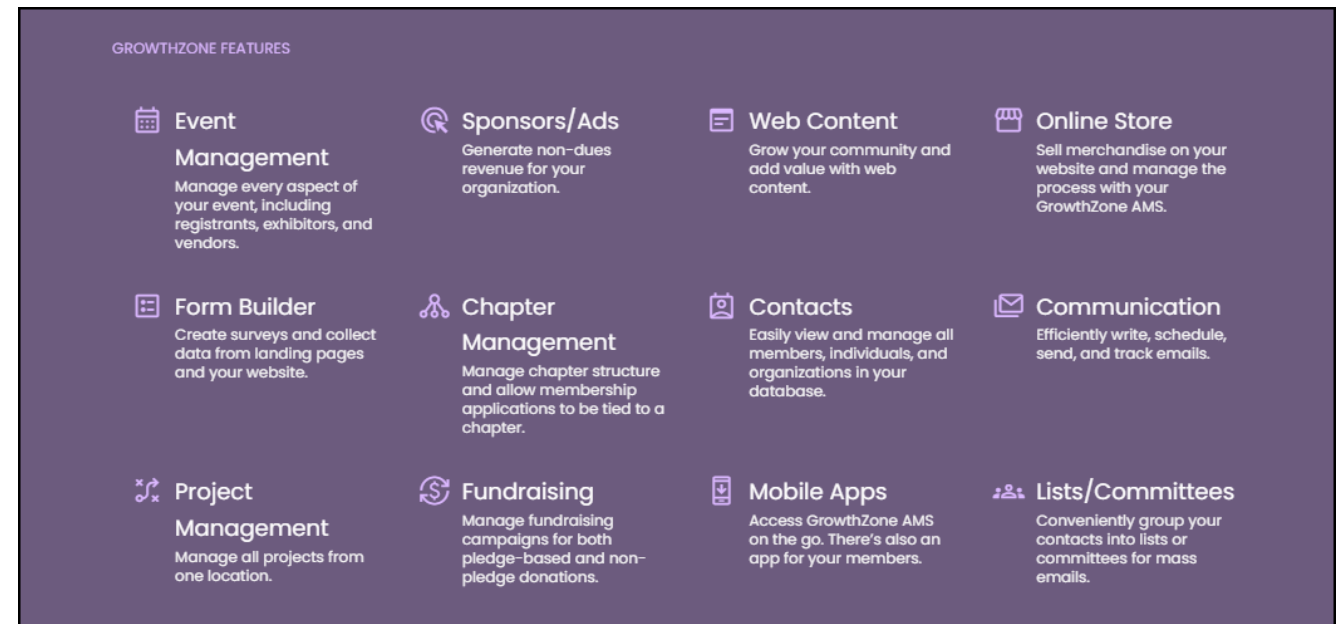 GROWTHZONE FEATURES
Event
Management
Manage every aspect of
your event, including
registrants, exhibitors, and
vendors.
Sponsors/Ads
Generate non-dues
revenue for your
organization.
Web Content
Grow your community and
add value with web
content.
Online Store
Sell merchandise on your
website and manage the
process with your
GrowthZone AMS.
Form Builder
Create surveys and collect
data from landing pages
and your website.
Chapter
Management
Manage chapter structure
and allow membership
applications to be tied to a
chapter.
Contacts
Easily view and manage all
members, individuals, and
organizations in your
database.
Communication
Efficiently write, schedule,
send, and track emails.
Project
Management
Manage all projects from
one location.
Fundraising
Manage fundraising
campaigns for both
pledge-based and non-
pledge donations.
Mobile Apps
Access GrowthZone AMS
on the go. There's also an
app for your members.
Lists/Committees
Conveniently group your
contacts into lists or
committees for mass
emails.